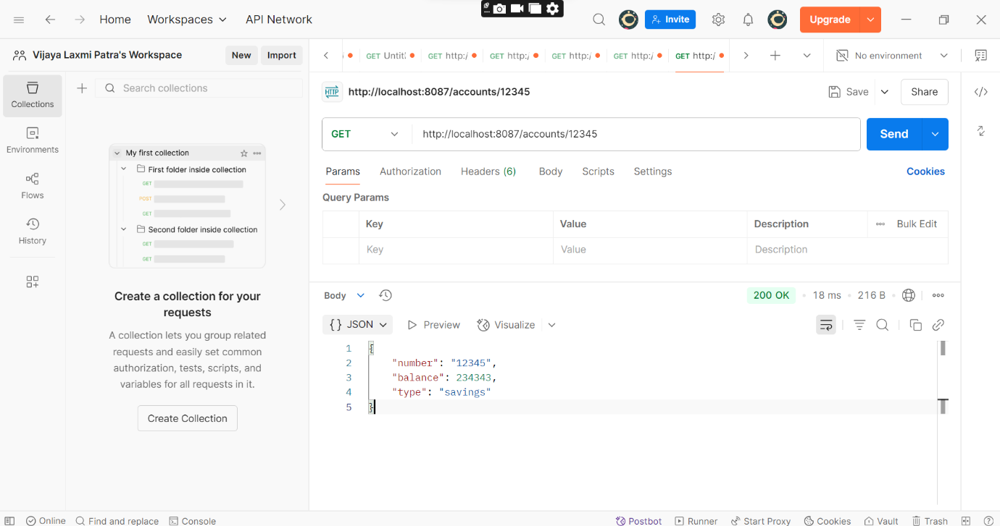 Home Workspaces API Network Invite Upgrade
Vijaya Laxmi Patra's Workspace New Import
GET Untit GET http:/ GET http:/ GET http:/ GET http:/ GET http:/ No environment
Collections
Environments
Flows
History
Search collections
My first collection
First folder inside collection
GET
POST
GET
Second folder inside collection
GET
GET
Create a collection for your
requests
A collection lets you group related
requests and easily set common
authorization, tests, scripts, and
variables for all requests in it.
Create Collection
HTTP http://localhost:8087/accounts/12345 Save Share
GET http://localhost:8087/accounts/12345 Send
Params Authorization Headers (6) Body Scripts Settings Cookies
Query Params
Key Value Description Bulk Edit
Key Value Description
Body 200 OK 18 ms 216 B
{} JSON Preview Visualize
1 {
2 "number": "12345",
3 "balance": 234343,
4 "type": "savings"
5 }
Online Find and replace Console Postbot Runner Start Proxy Cookies Vault Trash